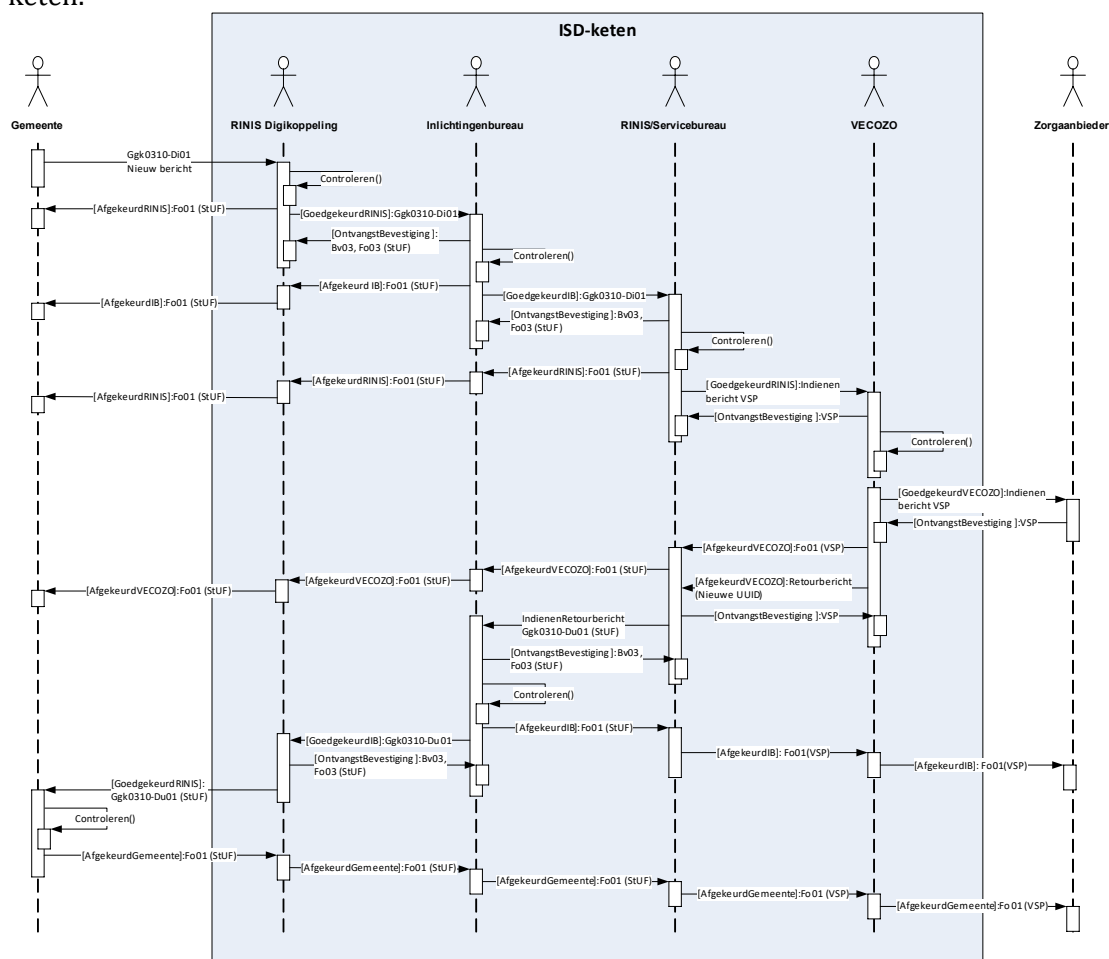 keten.
ISD-keten
Gemeente
RINIS Digikoppeling
Inlichtingenbureau
RINIS/Servicebureau
VECOZO
Zorgaanbieder
Ggk0310-Di01
Nieuw bericht
Controleren()
[AfgekeurdRINIS]:Fo01 (StUF)
[GoedgekeurdRINIS]:Ggk0310-Di01
[OntvangstBevestiging ]:
Bv03, Fo03 (StUF)
Controleren()
[Afgekeurd IB]:Fo01 (StUF)
[AfgekeurdIB]:Fo01 (StUF)
[GoedgekeurdIB]:Ggk0310-Di01
[OntvangstBevestiging ]:Bv03,
Fo03 (StUF)
Controleren()
[AfgekeurdRINIS]:Fo01 (StUF)
[AfgekeurdRINIS]:Fo01 (StUF)
[AfgekeurdRINIS]:Fo01 (StUF)
[GoedgekeurdRINIS]:Indienen
bericht VSP
[OntvangstBevestiging ]:VSP
Controleren()
[GoedgekeurdVECOZO]:Indienen
bericht VSP
[OntvangstBevestiging ]:VSP
[AfgekeurdVECOZO]:Fo01 (VSP)
[AfgekeurdVECOZO]:Fo01 (StUF)
[AfgekeurdVECOZO]:Fo01 (StUF)
[AfgekeurdVECOZO]:Fo01 (StUF)
[AfgekeurdVECOZO]:Retourbericht
(Nieuwe UUID)
[OntvangstBevestiging ]:VSP
IndienenRetourbericht
Ggk0310-Du01 (StUF)
[OntvangstBevestiging ]:Bv03,
Fo03 (StUF)
Controleren()
[AfgekeurdIB]:Fo01 (StUF)
[GoedgekeurdIB]:Ggk0310-Du01
[AfgekeurdIB]: Fo01(VSP)
[AfgekeurdIB]: Fo01(VSP)
[OntvangstBevestiging ]:Bv03,
Fo03 (StUF)
[GoedgekeurdRINIS]:
Ggk0310-Du01 (StUF)
Controleren()
[AfgekeurdGemeente]:Fo01 (StUF)
[AfgekeurdGemeente]:Fo01 (StUF)
[AfgekeurdGemeente]:Fo01 (StUF)
[AfgekeurdGemeente]:Fo01 (VSP)
[AfgekeurdGemeente]:Fo01 (VSP)